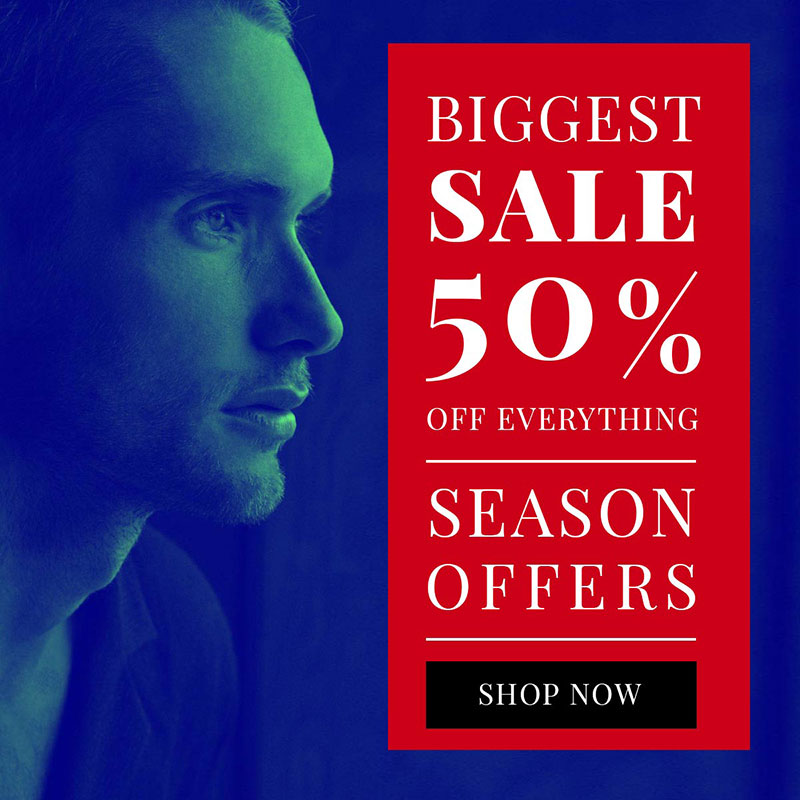 BIGGEST
SALE
50%
OFF EVERYTHING
SEASON
OFFERS
SHOP NOW